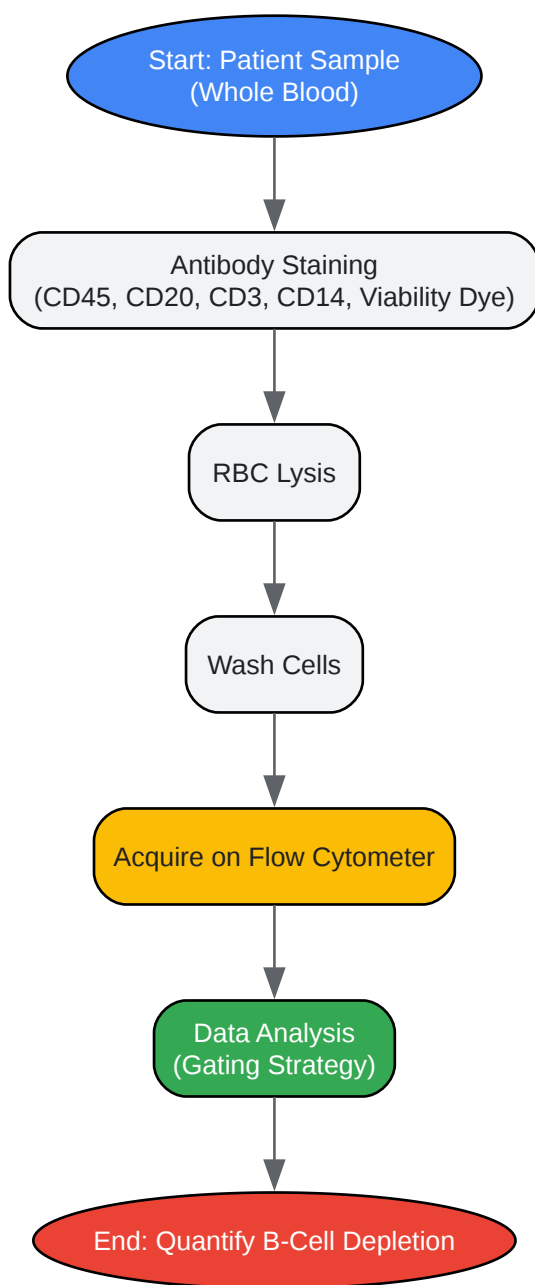 Start: Patient Sample
(Whole Blood)
Antibody Staining
(CD45, CD20, CD3, CD14, Viability Dye)
RBC Lysis
Wash Cells
Acquire on Flow Cytometer
Data Analysis
(Gating Strategy)
End: Quantify B-Cell Depletion